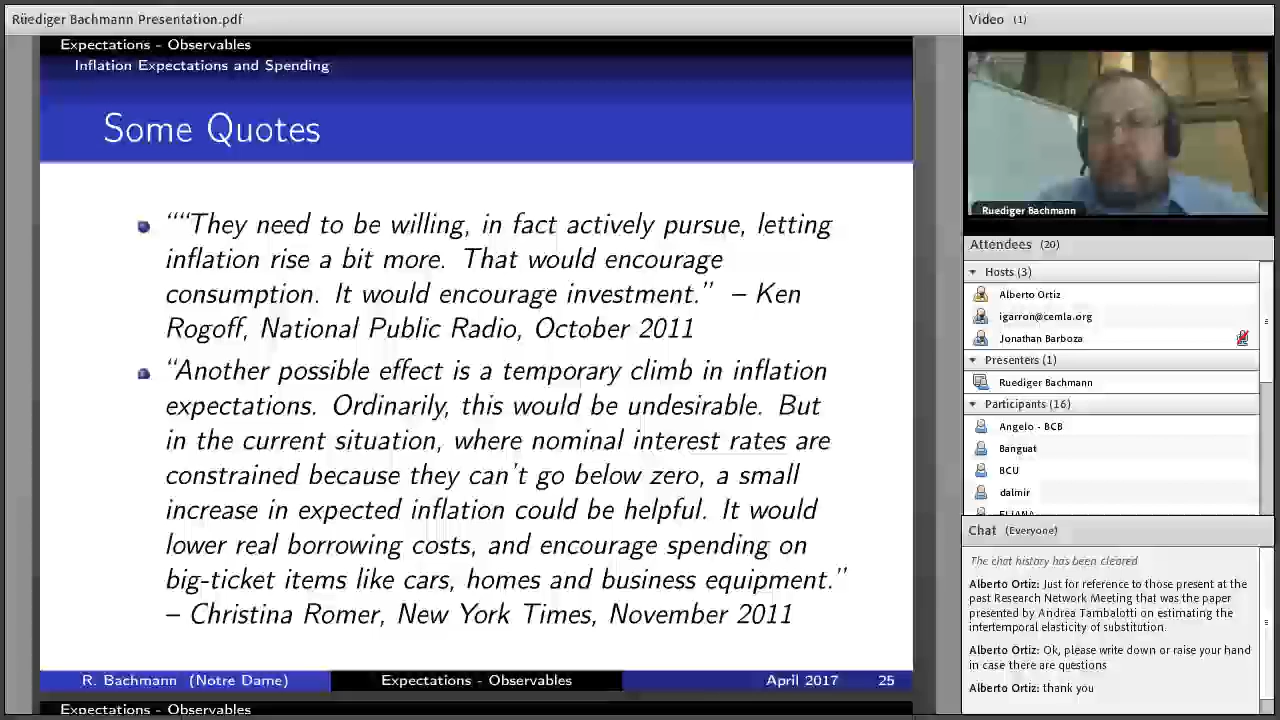 Rüediger Bachmann Presentation.pdf
Expectations - Observables
Inflation Expectations and Spending
Some Quotes
““They need to be willing, in fact actively pursue, letting
inflation rise a bit more. That would encourage
consumption. It would encourage investment.” – Ken
Rogoff, National Public Radio, October 2011
“Another possible effect is a temporary climb in inflation
expectations. Ordinarily, this would be undesirable. But
in the current situation, where nominal interest rates are
constrained because they can't go below zero, a small
increase in expected inflation could be helpful. It would
lower real borrowing costs, and encourage spending on
big-ticket items like cars, homes and business equipment.”
– Christina Romer, New York Times, November 2011
R. Bachmann (Notre Dame)
Expectations - Observables
April 2017 25
Expectations - Observables
Video (1)
Ruediger Bachmann
Attendees (20)
Hosts (3)
Alberto Ortiz
igarron@cemla.org
Jonathan Barboza
Presenters (1)
Ruediger Bachmann
Participants (16)
Angelo - BCB
Banguat
BCU
dalmir
ELIANA
Chat (Everyone)
The chat history has been cleared
Alberto Ortiz: Just for reference to those present at the
past Research Network Meeting that was the paper
presented by Andrea Tambalotti on estimating the
intertemporal elasticity of substitution.
Alberto Ortiz: Ok, please write down or raise your hand
in case there are questions
Alberto Ortiz: thank you